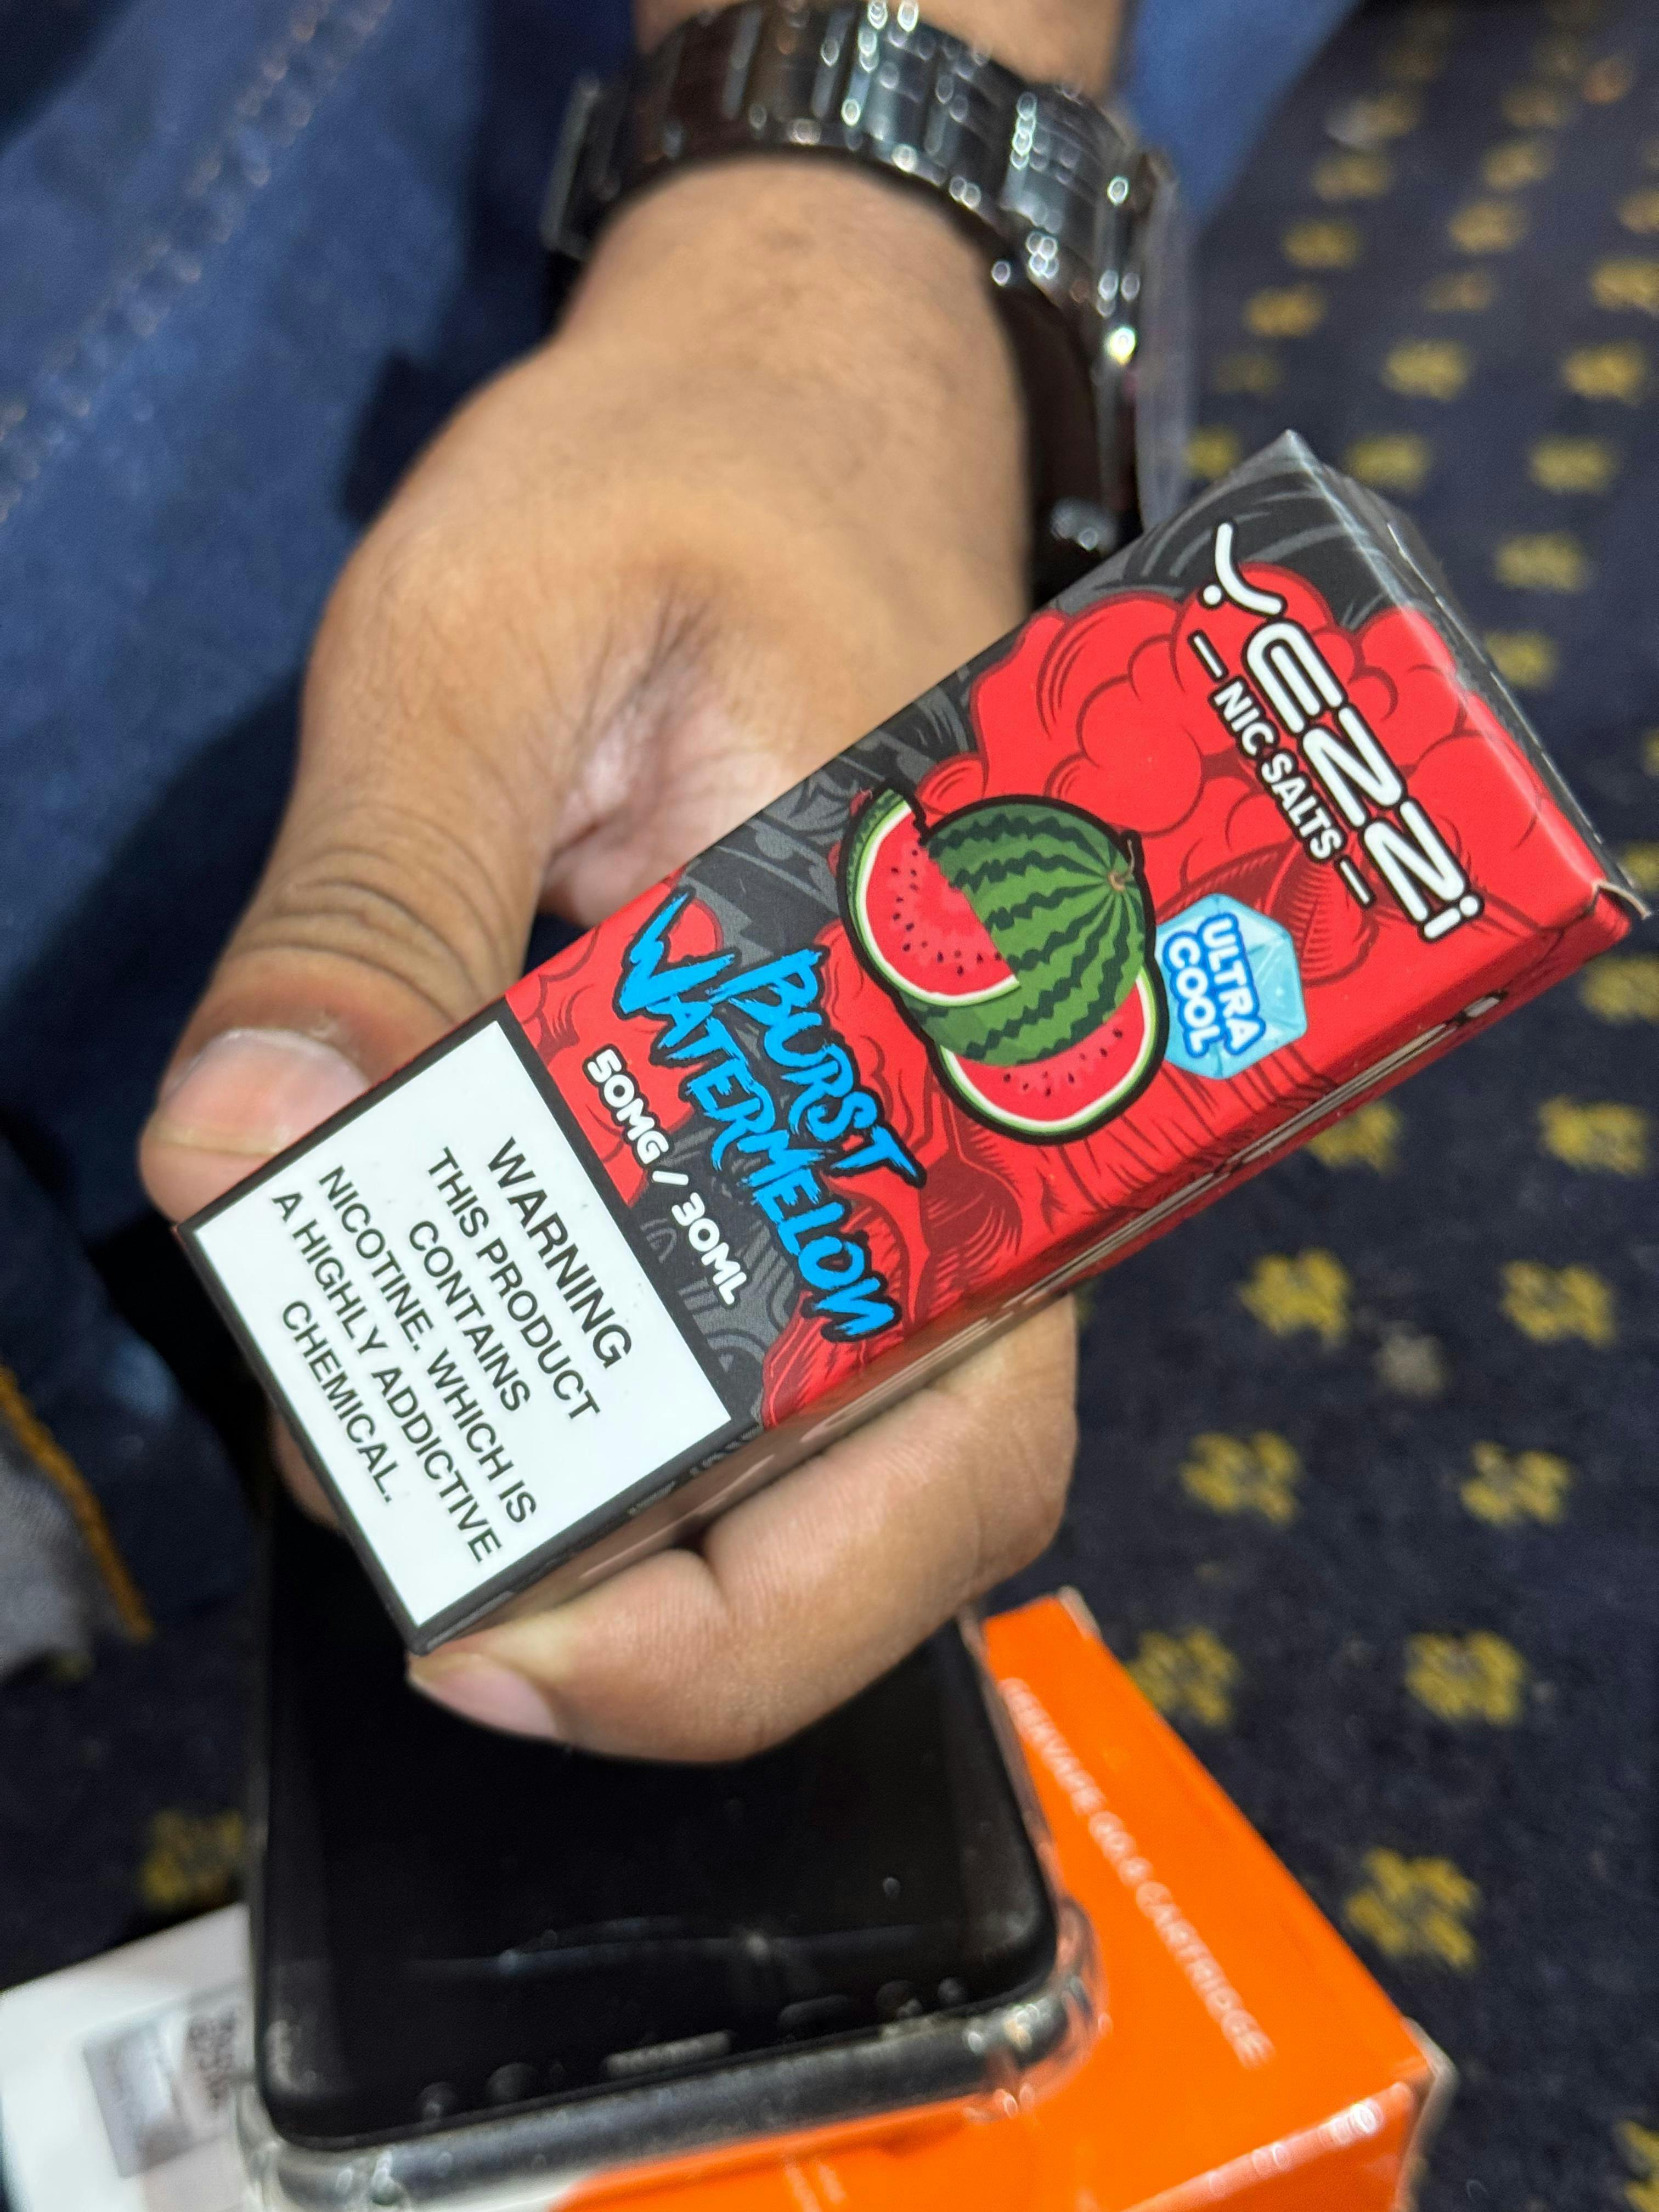 YEZZI
— NIC SALTS —
ULTRA
COOL
BURST
WATERMELON
50MG / 30ML
WARNING
THIS PRODUCT
CONTAINS
NICOTINE. WHICH IS
A HIGHLY ADDICTIVE
CHEMICAL.
CARTRIDGE